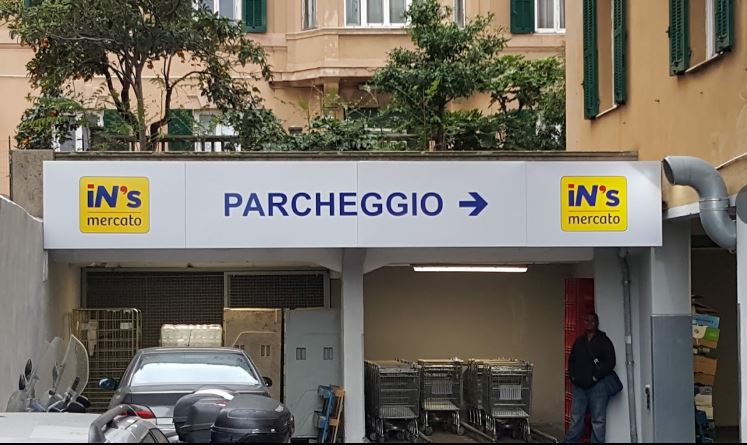 iN's
mercato
PARCHEGGIO →
iN's
mercato